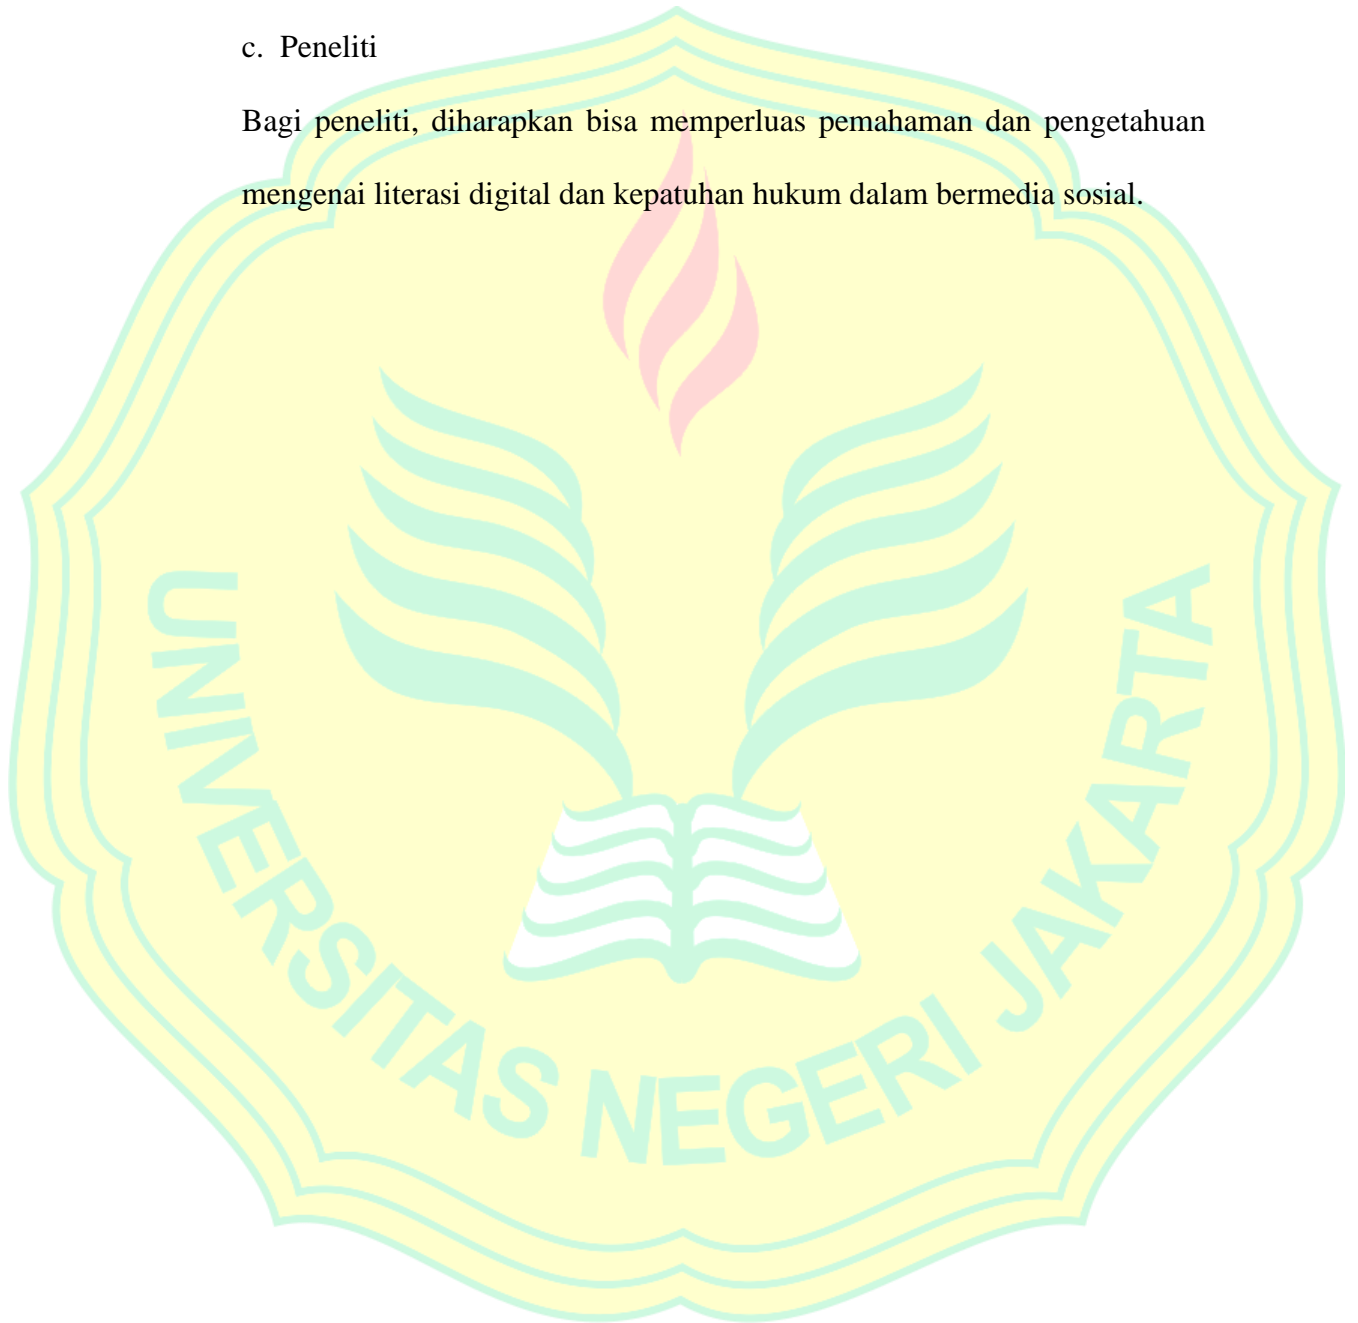 c. Peneliti
Bagi peneliti, diharapkan bisa memperluas pemahaman dan pengetahuan
mengenai literasi digital dan kepatuhan hukum dalam bermedia sosial.
UNIVERSITAS NEGERI JAKARTA